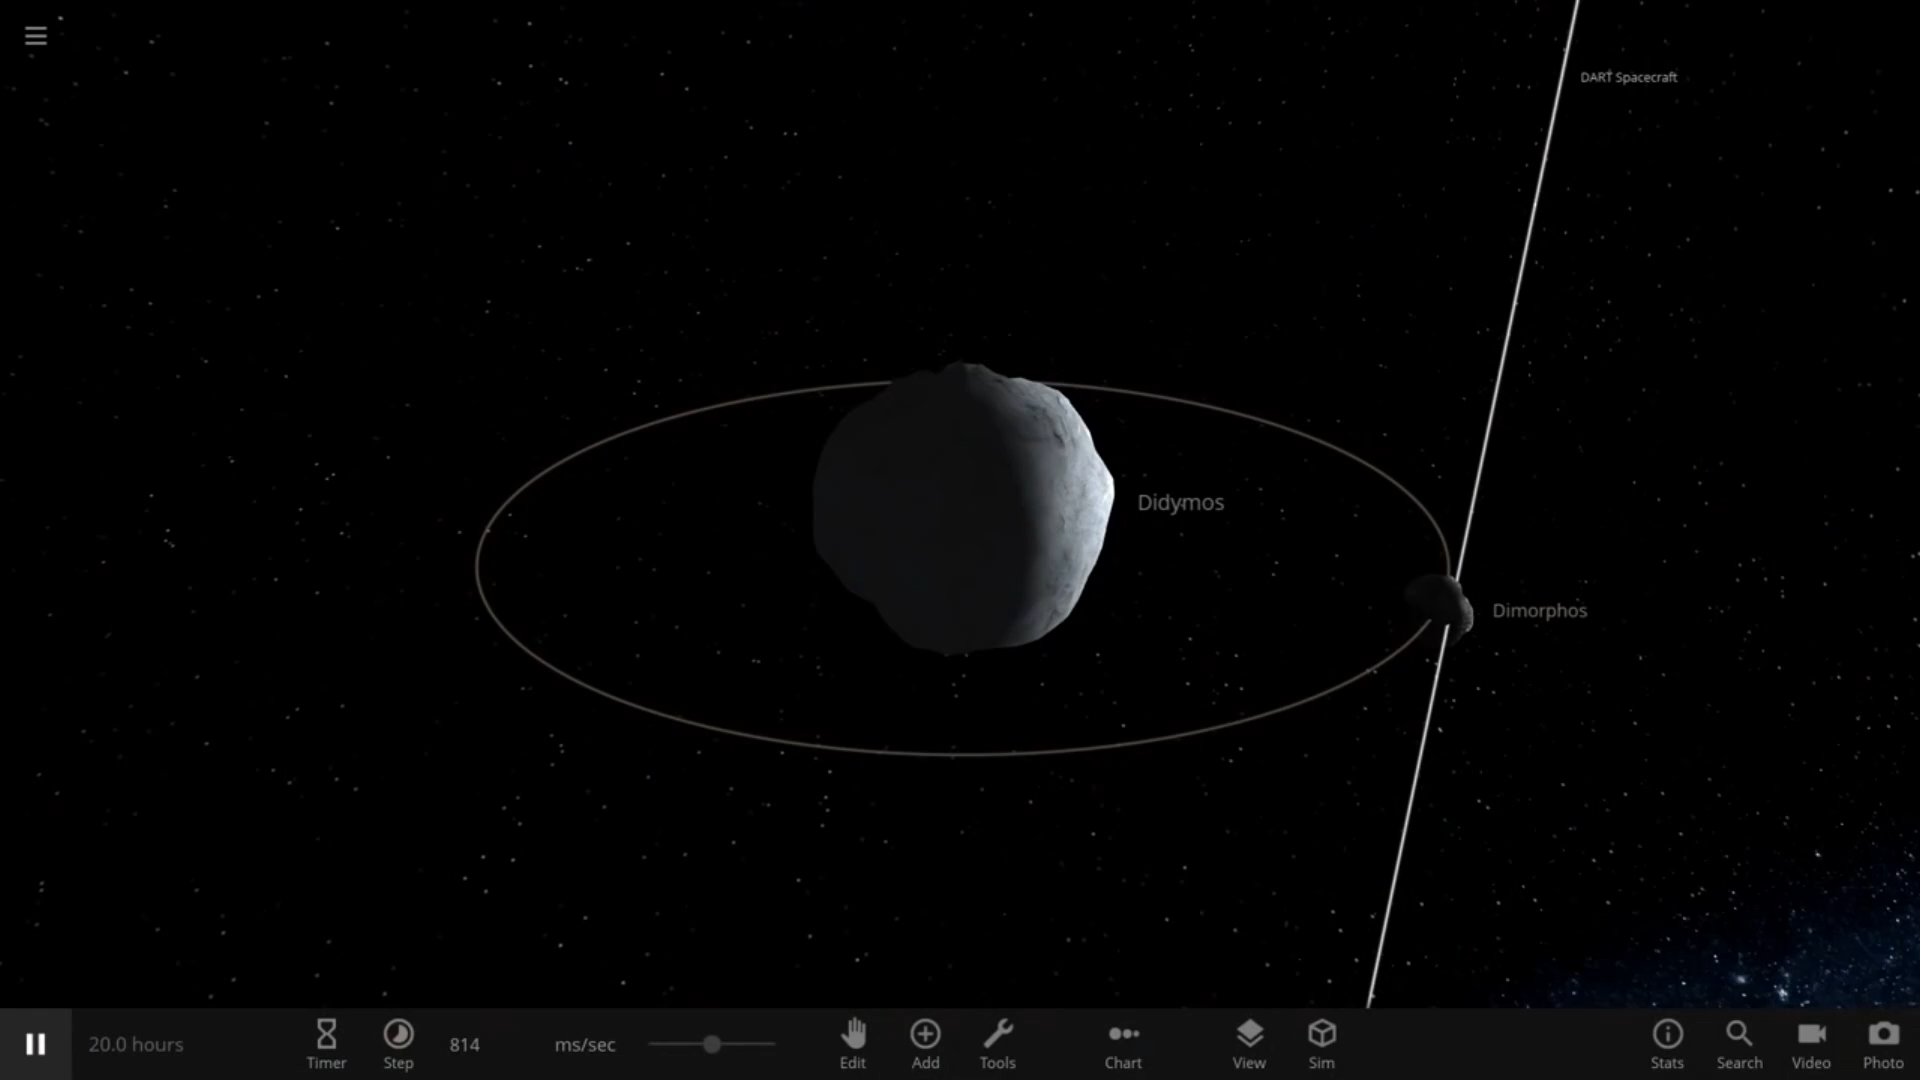 DART Spacecraft
Didymos
Dimorphos
20.0 hours
Timer
Step
814
ms/sec
Edit
Add
Tools
Chart
View
Sim
Stats
Search
Video
Photo